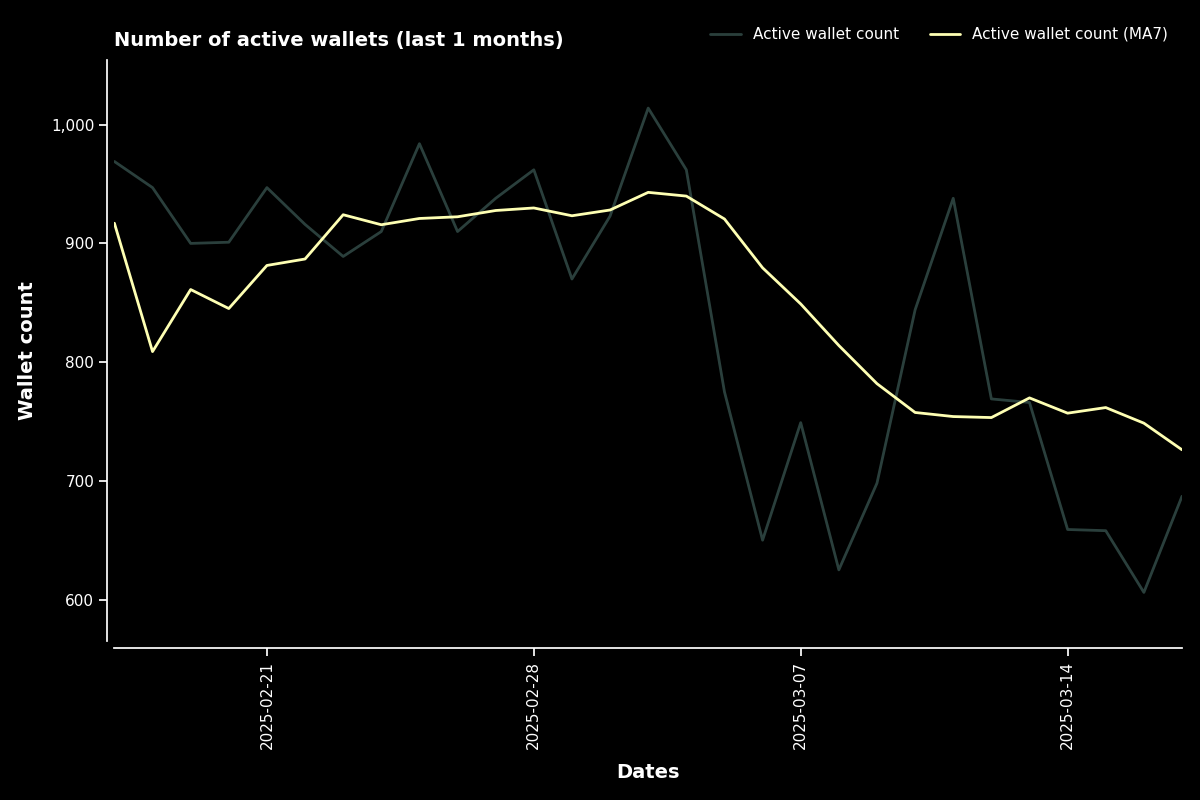 Number of active wallets (last 1 months)
Active wallet count
Active wallet count (MA7)
Wallet count
1,000
900
800
700
600
2025-02-21
2025-02-28
2025-03-07
2025-03-14
Dates